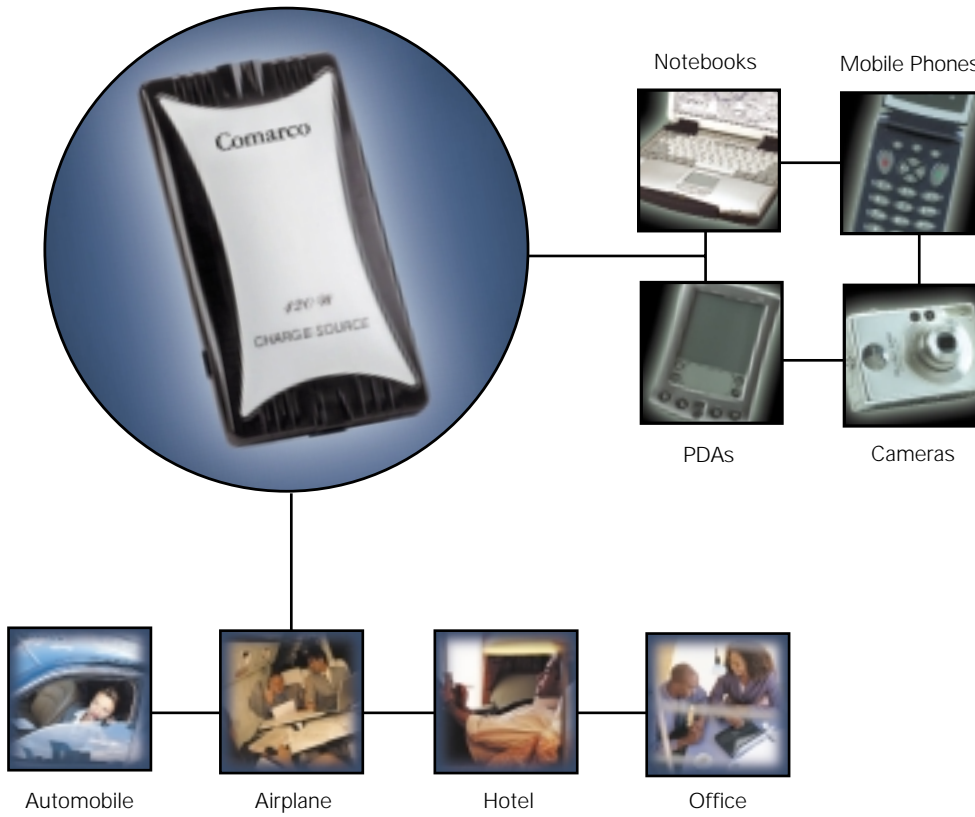 Notebooks
Mobile Phones
Comarco
CHARGE SOURCE
PDAs
Cameras
Automobile
Airplane
Hotel
Office